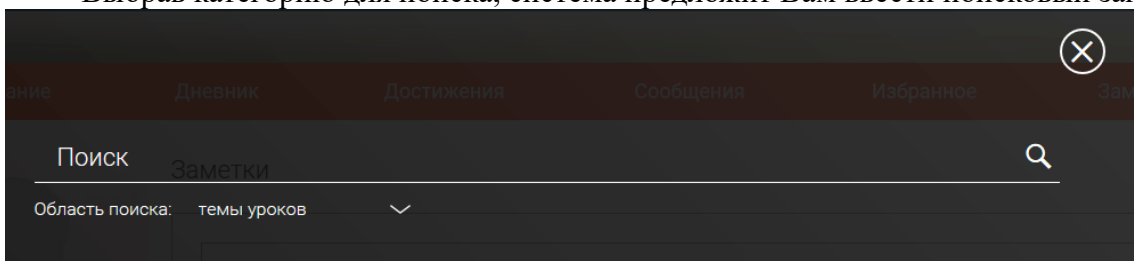 Выбрав категорию для поиска, система предложит Вам ввести поисковый
Дневник Достижения Сообщения Избранное
Поиск
Заметки
Область поиска: темы уроков